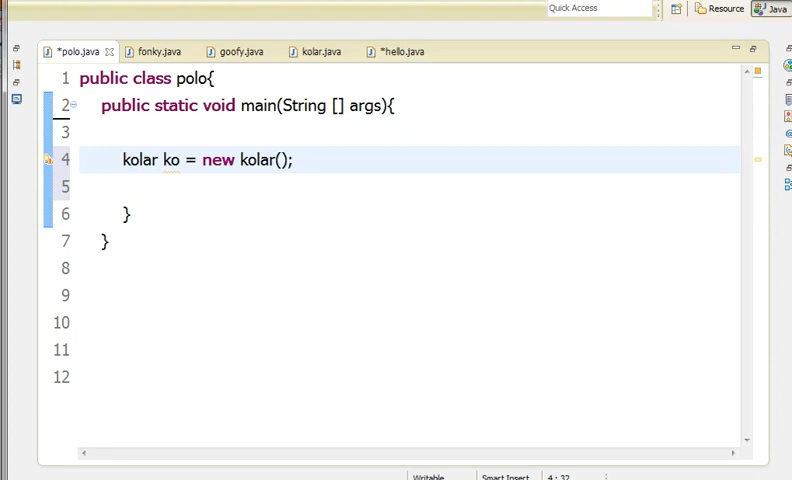 Quick Access
Resource
Java
*polo.java
fonky.java
goofy.java
kolar.java
*hello.java
1 public class polo{
2 public static void main(String [] args){
3
4 kolar ko = new kolar();
5
6 }
7 }
8
9
10
11
12
Writable
Smart Insert
4 : 32